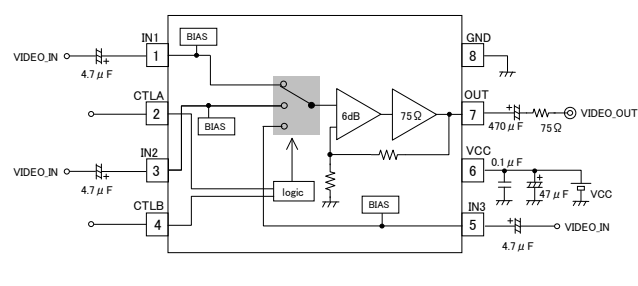 IN1
BIAS
GND
VIDEO_IN
1
8
4.7μF
CTLA
OUT
2
6dB
75Ω
7
VIDEO_OUT
470μF
75Ω
BIAS
IN2
VCC
VIDEO_IN
3
6
0.1μF
4.7μF
logic
47μF
VCC
CTLB
BIAS
IN3
4
5
VIDEO_IN
4.7μF